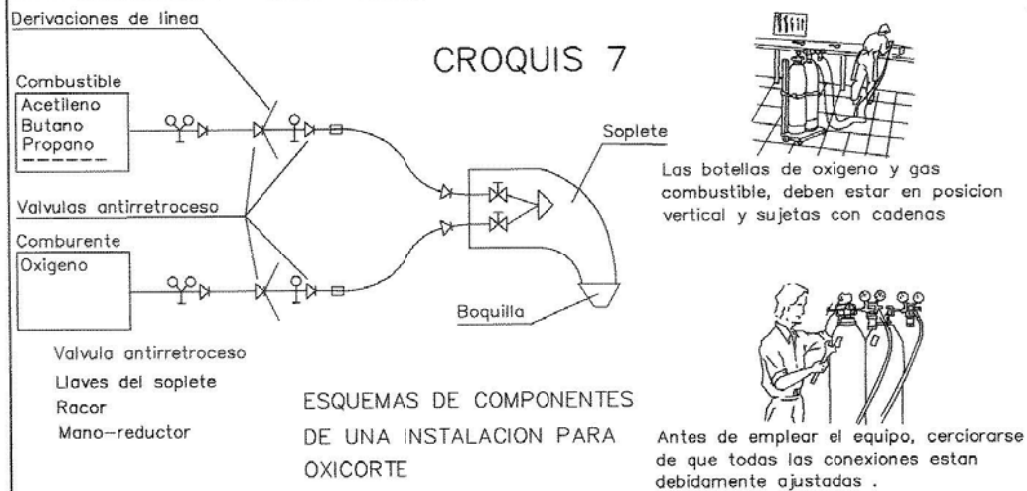 Derivaciones de linea
CROQUIS 7
Combustible
Acetileno
Butano
Propano
Soplete
Valvulas antirretroceso
Comburente
Oxigeno
Boquilla
Valvula antirretroceso
Llaves del soplete
Racor
Mano-reductor
ESQUEMAS DE COMPONENTES
DE UNA INSTALACION PARA
OXICORTE
Las botellas de oxigeno y gas
combustible, deben estar en posicion
vertical y sujetas con cadenas
Antes de emplear el equipo, cerciorarse
de que todas las conexiones estan
debidamente ajustadas .